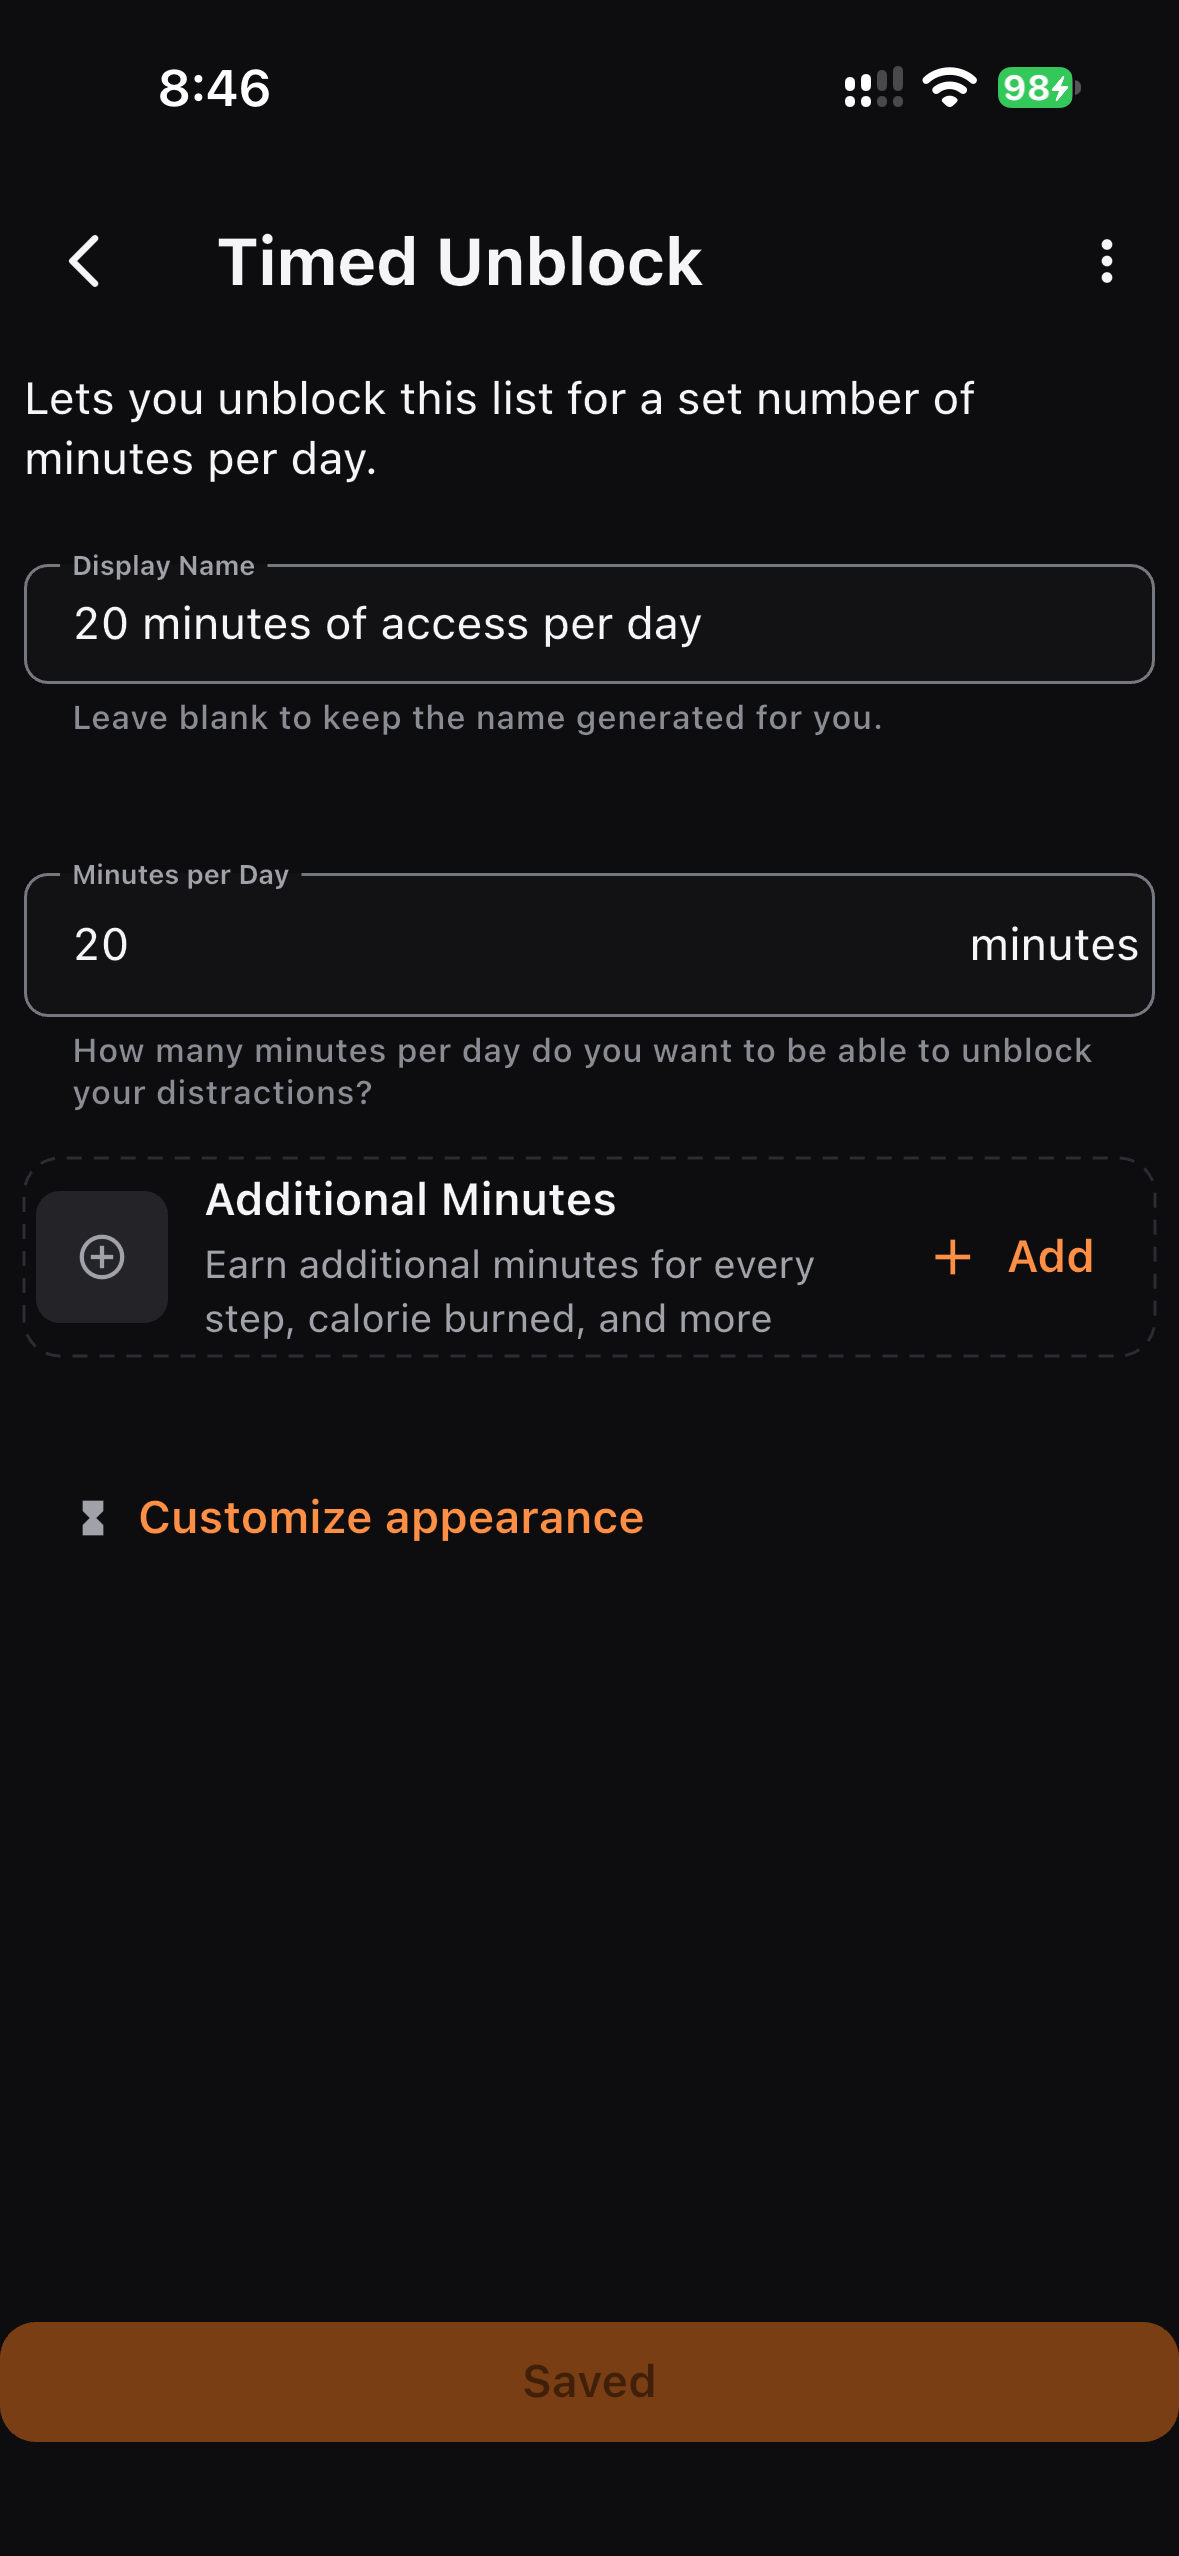 8:46
98
Timed Unblock
Lets you unblock this list for a set number of
minutes per day.
Display Name
20 minutes of access per day
Leave blank to keep the name generated for you.
Minutes per Day
20 minutes
How many minutes per day do you want to be able to unblock
your distractions?
Additional Minutes
Earn additional minutes for every
step, calorie burned, and more
Add
Customize appearance
Saved